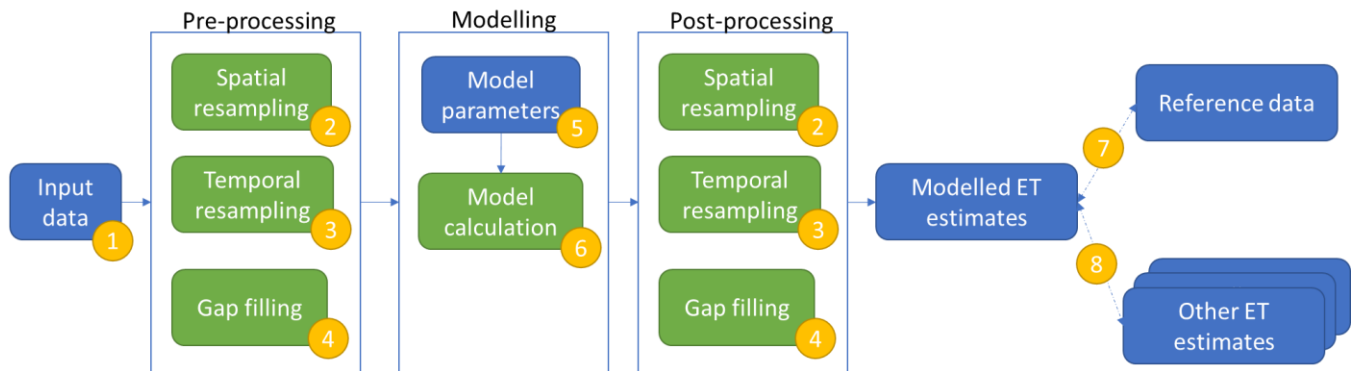 Pre-processing
Modelling
Post-processing
Input
data
1
Spatial
resampling
2
Temporal
resampling
3
Gap filling
4
Model
parameters
5
Model
calculation
6
Spatial
resampling
2
Temporal
resampling
3
Gap filling
4
Modelled ET
estimates
7
Reference data
8
Other ET
estimates